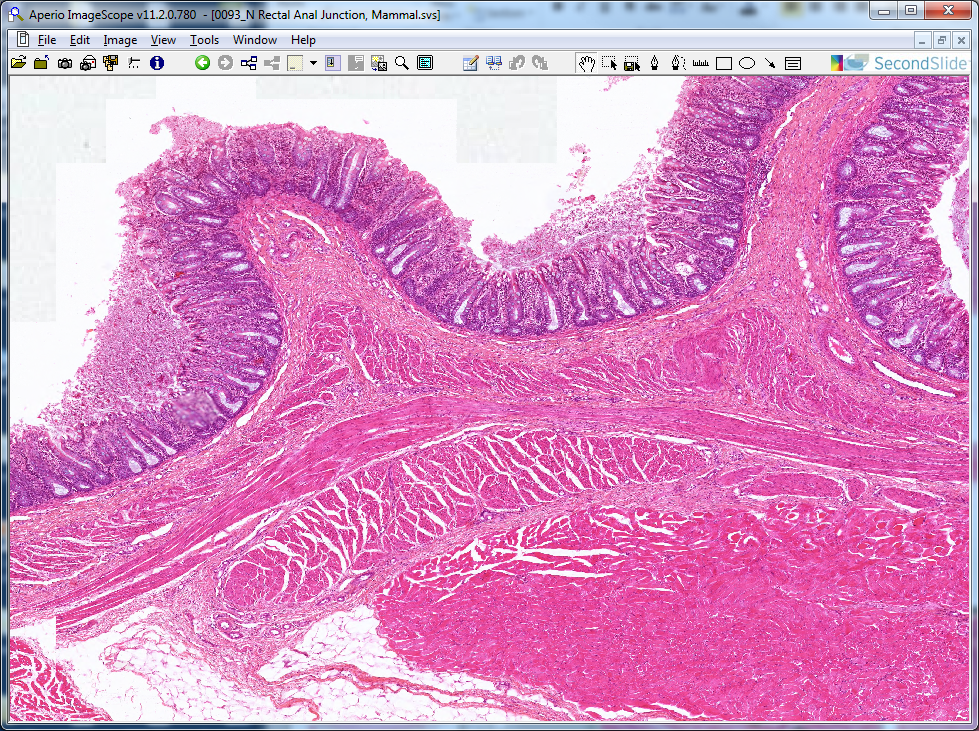 Aperio ImageScope v11.2.0.780 - [0093_N Rectal Anal Junction, Mammal.svs]
File Edit Image View Tools Window Help
SecondSlide